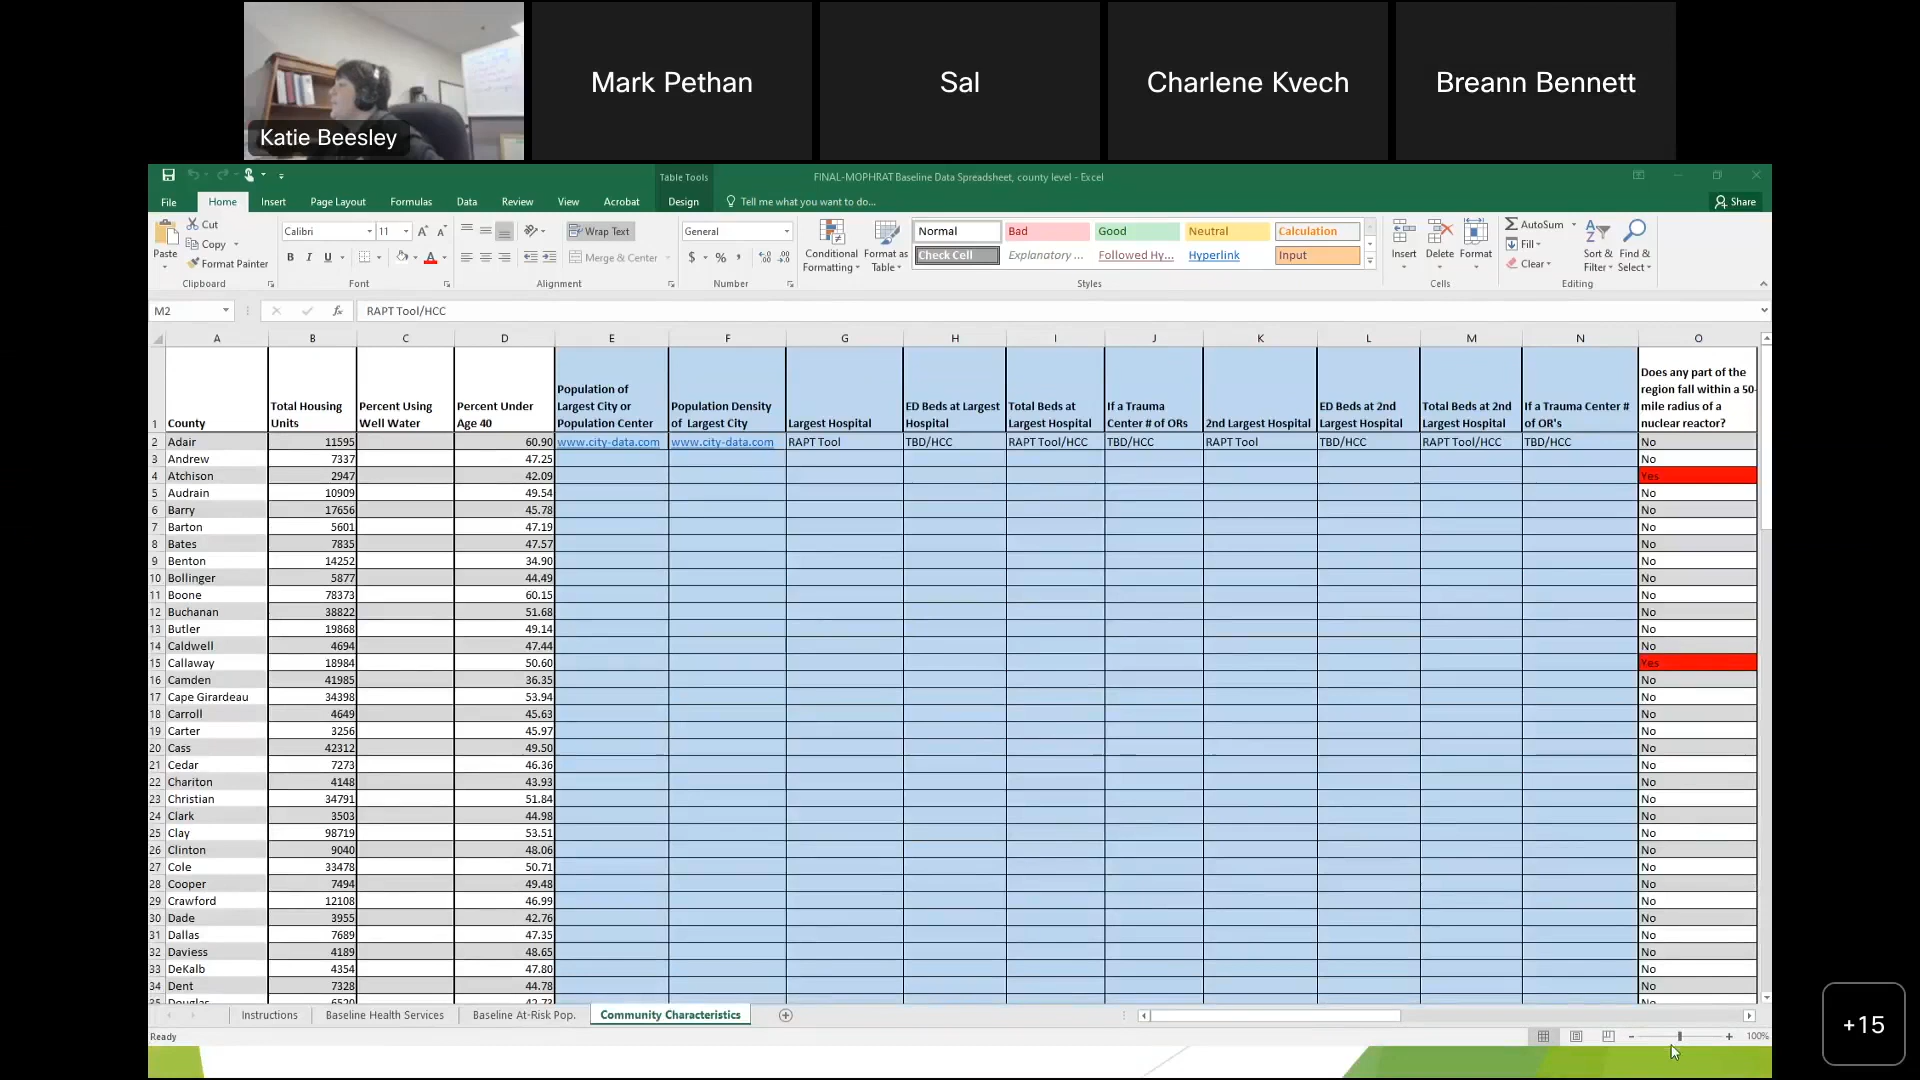 Katie Beesley
Mark Pethan
Sal
Charlene Kvech
Breann Bennett
Table Tools
FINAL-MOPHRAT Baseline Data Spreadsheet, county level - Excel
File Home Insert Page Layout Formulas Data Review View Acrobat Design Tell me what you want to do... Share
Paste
Cut
Copy
Format Painter
Clipboard
Calibri 11
B I U
Font
Wrap Text
Merge & Center
Alignment
General
$ % ,
Number
Conditional Formatting
Format as Table
Normal Bad Good Neutral Calculation
Check Cell Explanatory ... Followed Hy... Hyperlink Input
Styles
Insert Delete Format
Cells
AutoSum
Fill
Clear
Sort & Filter
Find & Select
Editing
M2 fx RAPT Tool/HCC
A B C D E F G H I J K L M N O
1 County Total Housing Units Percent Using Well Water Percent Under Age 40 Population of Largest City or Population Center Population Density of Largest City Largest Hospital ED Beds at Largest Hospital Total Beds at Largest Hospital If a Trauma Center # of ORs 2nd Largest Hospital ED Beds at 2nd Largest Hospital Total Beds at 2nd Largest Hospital If a Trauma Center # of OR's Does any part of the region fall within a 50-mile radius of a nuclear reactor?
2 Adair 11595 60.90 www.city-data.com www.city-data.com RAPT Tool TBD/HCC RAPT Tool/HCC TBD/HCC RAPT Tool TBD/HCC RAPT Tool/HCC TBD/HCC No
3 Andrew 7337 47.25 No
4 Atchison 2947 42.09 Yes
5 Audrain 10909 49.54 No
6 Barry 17656 45.78 No
7 Barton 5601 47.19 No
8 Bates 7835 47.57 No
9 Benton 14252 34.90 No
10 Bollinger 5877 44.49 No
11 Boone 78373 60.15 No
12 Buchanan 38822 51.68 No
13 Butler 19868 49.14 No
14 Caldwell 4694 47.44 No
15 Callaway 18984 50.60 Yes
16 Camden 41985 36.35 No
17 Cape Girardeau 34398 53.94 No
18 Carroll 4649 45.63 No
19 Carter 3256 45.97 No
20 Cass 42312 49.50 No
21 Cedar 7273 46.36 No
22 Chariton 4148 43.93 No
23 Christian 34791 51.84 No
24 Clark 3503 44.98 No
25 Clay 98719 53.51 No
26 Clinton 9040 48.06 No
27 Cole 33478 50.71 No
28 Cooper 7494 49.48 No
29 Crawford 12108 46.99 No
30 Dade 3955 42.76 No
31 Dallas 7689 47.35 No
32 Daviess 4189 48.65 No
33 DeKalb 4354 47.80 No
34 Dent 7328 44.78 No
35 Douglas 6520 42.73 No
Instructions Baseline Health Services Baseline At-Risk Pop. Community Characteristics
Ready 100%
+15